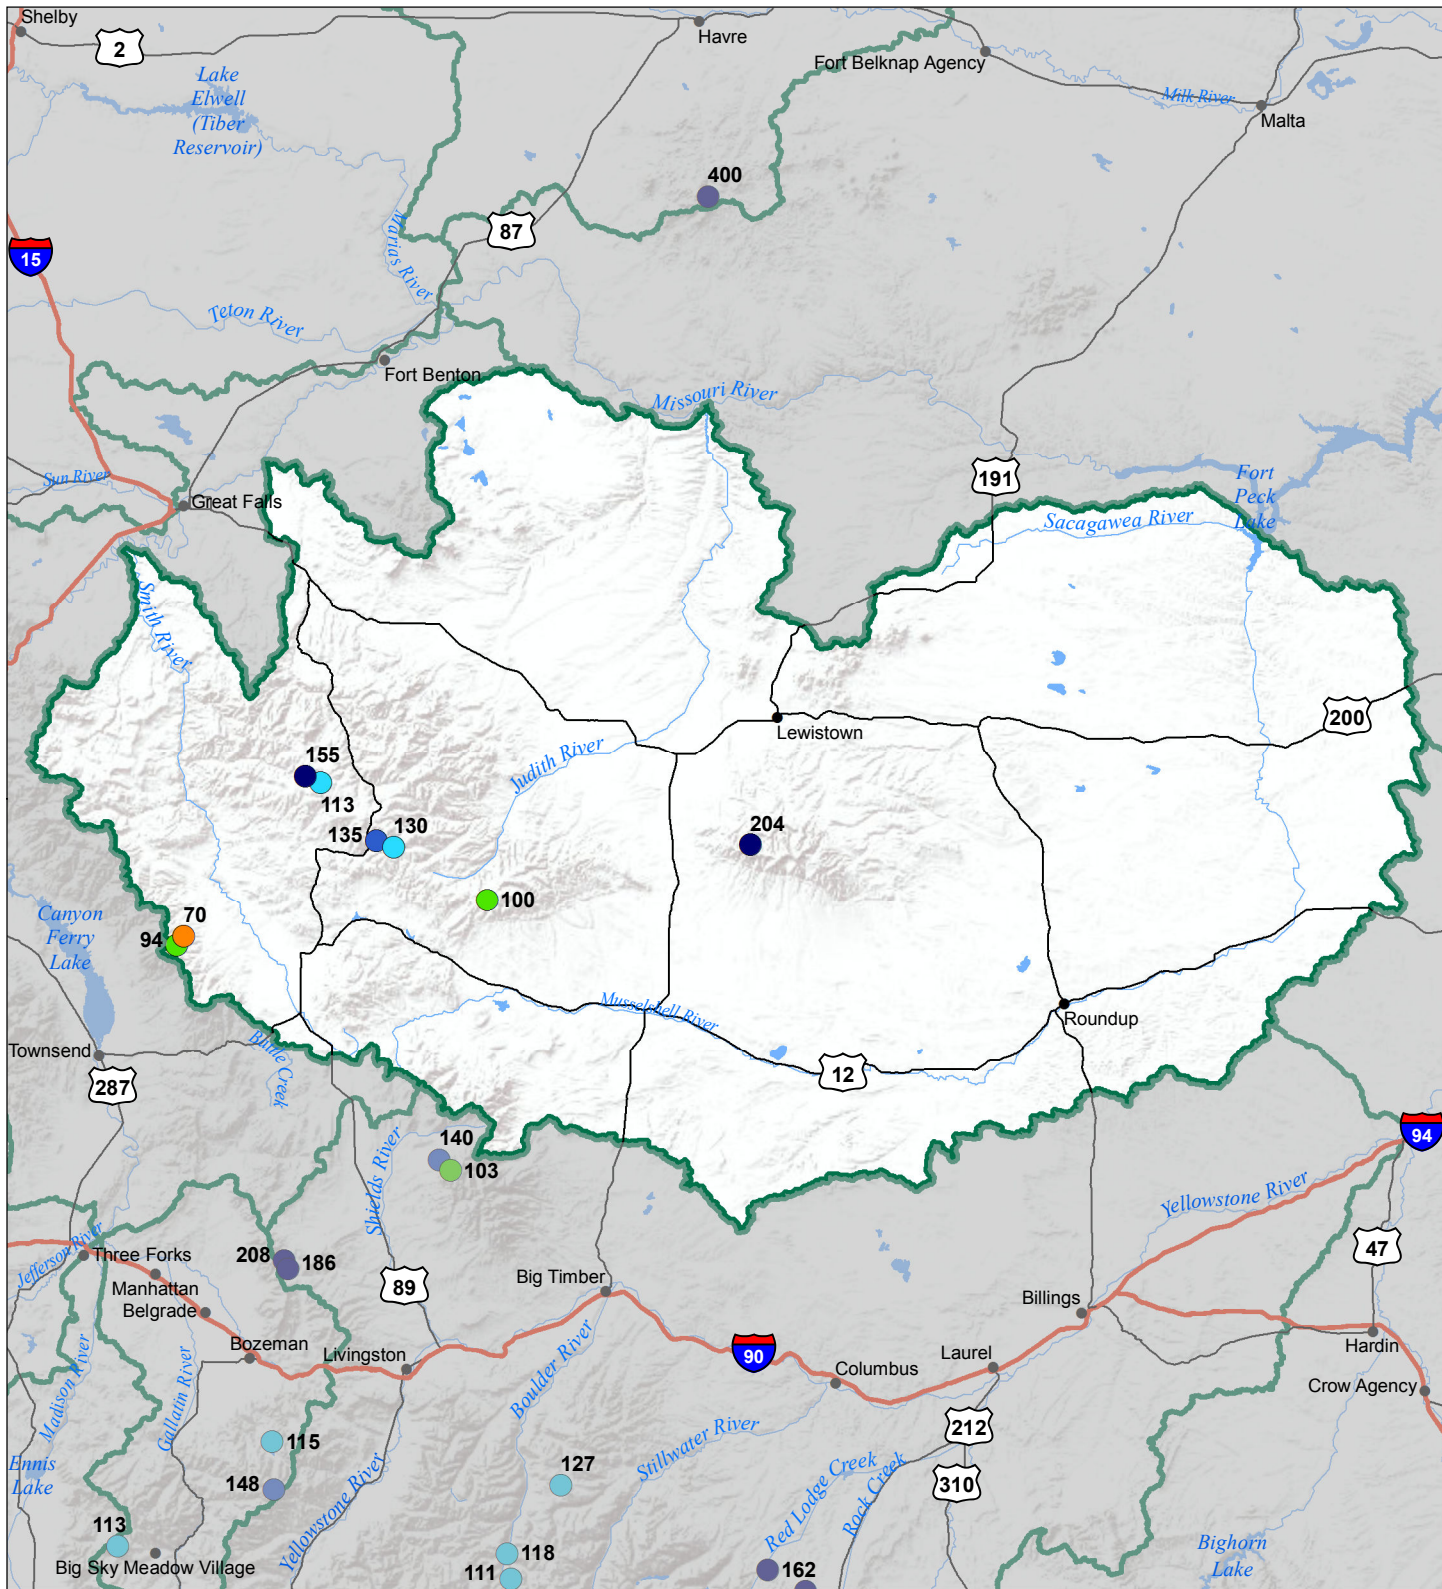 Shelby
2
Havre
Fort Belknap Agency
Lake
Elwell
(Tiber
Reservoir)
Milk River
Malta
400
Marias River
87
15
Teton River
Fort Benton
Missouri River
Sun River
Great Falls
191
Fort
Peck
Lake
Sacagawea River
Smith River
200
Lewistown
Judith River
155
113
135
130
204
100
Canyon
Ferry
Lake
70
94
Musselshell River
Roundup
Townsend
Butte Creek
12
287
140
103
94
Shields River
Yellowstone River
Jefferson River
Three Forks
208
186
47
Manhattan
Belgrade
89
Big Timber
Billings
Bozeman
Livingston
90
Laurel
Hardin
Columbus
Crow Agency
Madison River
Gallatin River
Boulder River
212
115
Stillwater River
127
Ennis
Lake
148
310
Yellowstone River
Red Lodge Creek
Rock Creek
113
118
Bighorn
Lake
Big Sky Meadow Village
111
162